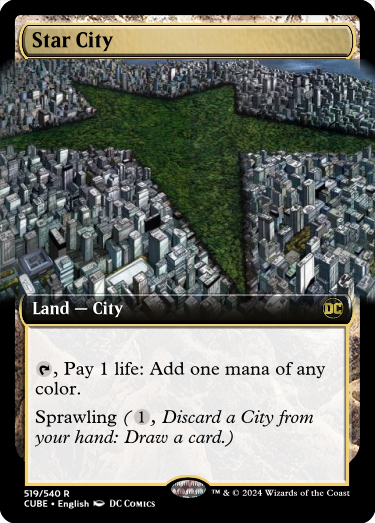 Star City
Land — City
DC
, Pay 1 life: Add one mana of any
color.
Sprawling ( 1 , Discard a City from
your hand: Draw a card.)
519/540 R
CUBE • English DC Comics
™ & © 2024 Wizards of the Coast